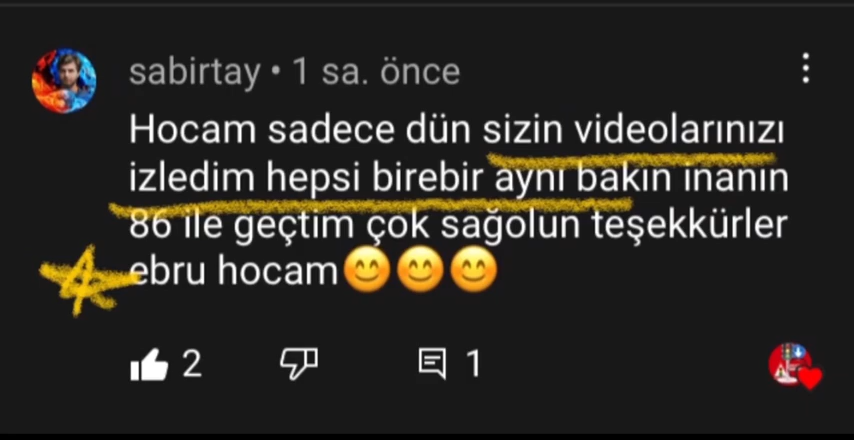 sabirtay • 1 sa. önce
Hocam sadece dün sizin videolarınızı
izledim hepsi birebir aynı bakın inanın
86 ile geçtim çok sağolun teşekkürler
ebru hocam😊😊😊
2
1